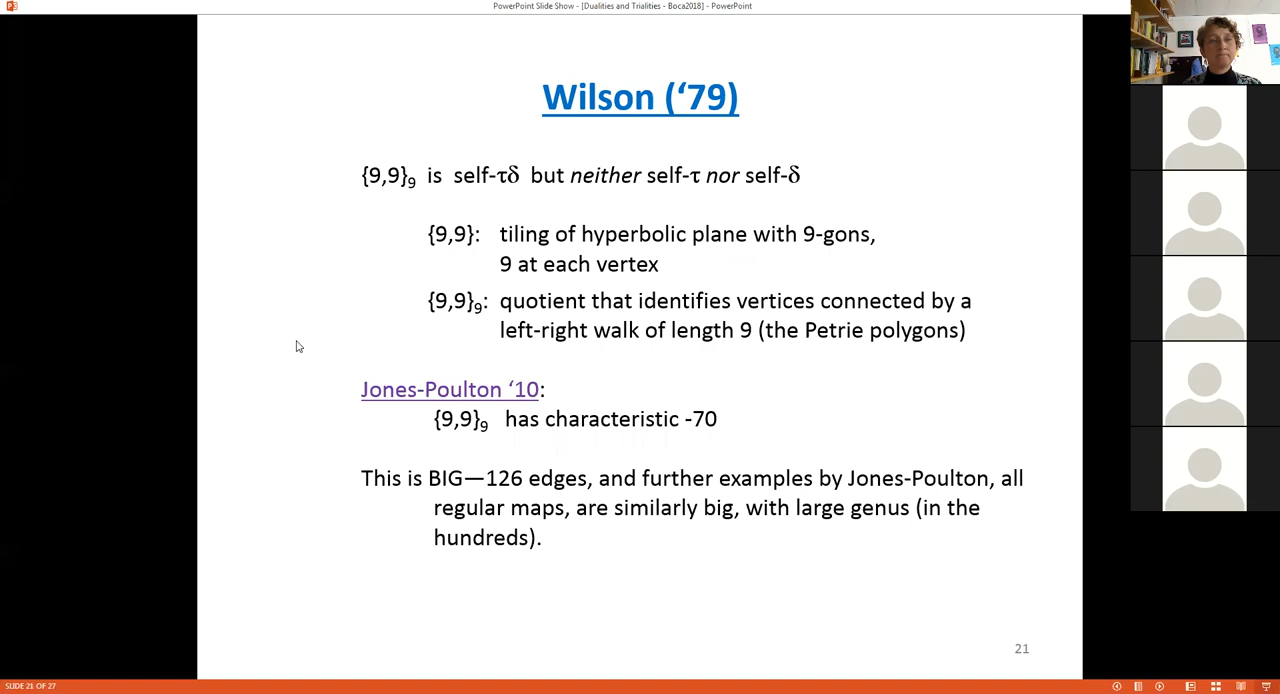 PowerPoint Slide Show - [Dualities and Trialities - Boca2018] - PowerPoint
Wilson (‘79)
{9,9}₉ is self-τδ but neither self-τ nor self-δ
{9,9}: tiling of hyperbolic plane with 9-gons,
9 at each vertex
{9,9}₉: quotient that identifies vertices connected by a
left-right walk of length 9 (the Petrie polygons)
Jones-Poulton ‘10:
{9,9}₉ has characteristic -70
This is BIG—126 edges, and further examples by Jones-Poulton, all
regular maps, are similarly big, with large genus (in the
hundreds).
21
SLIDE 21 OF 27